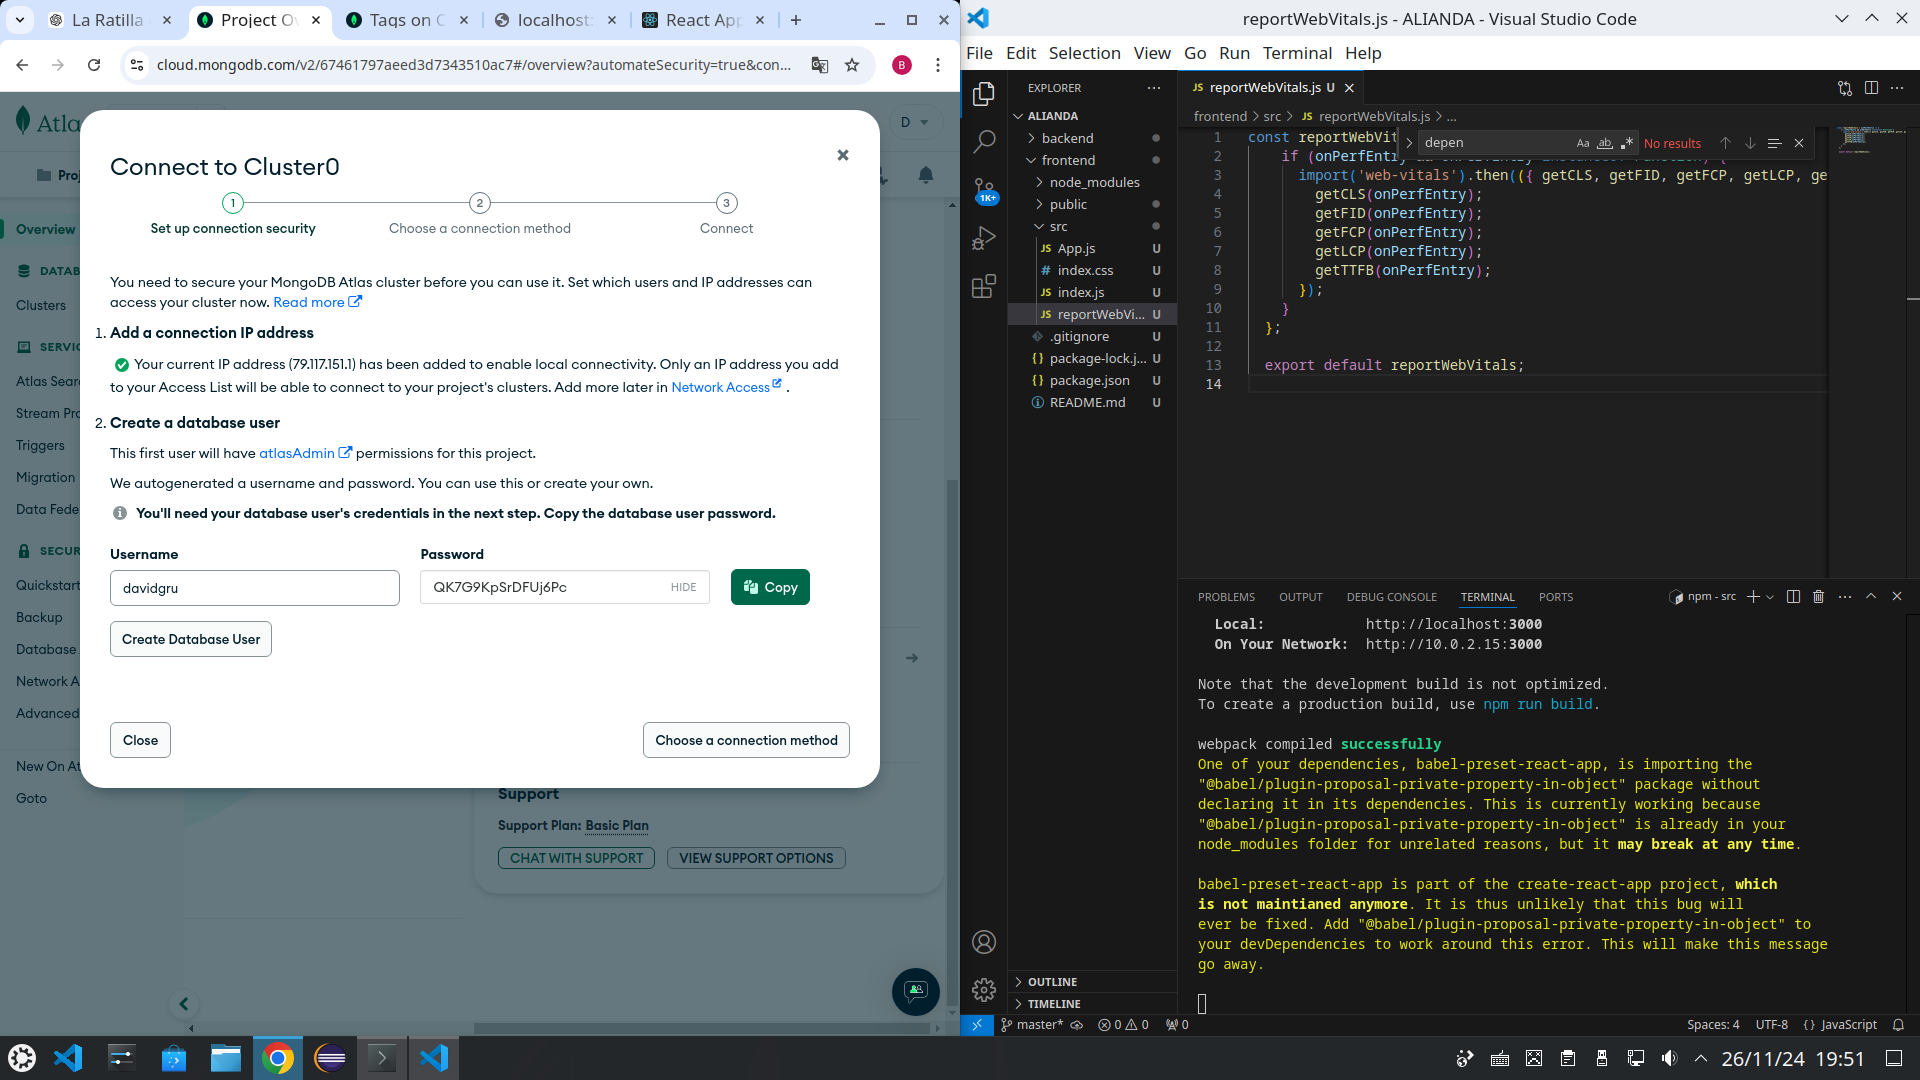 La Ratilla
Project Ov
Tags on C
localhost:
React App
cloud.mongodb.com/v2/67461797aeed3d7343510ac7#/overview?automateSecurity=true&con...
B
Atla
D
Proj
Overview
DATAB
Clusters
SERVIC
Atlas Sear
Stream Pro
Triggers
Migration
Data Fede
SECUR
Quickstart
Backup
Database
Network A
Advanced
New On At
Goto
Connect to Cluster0
1
2
3
Set up connection security
Choose a connection method
Connect
You need to secure your MongoDB Atlas cluster before you can use it. Set which users and IP addresses can
access your cluster now. Read more
1. Add a connection IP address
Your current IP address (79.117.151.1) has been added to enable local connectivity. Only an IP address you add
to your Access List will be able to connect to your project's clusters. Add more later in Network Access .
2. Create a database user
This first user will have atlasAdmin permissions for this project.
We autogenerated a username and password. You can use this or create your own.
You'll need your database user's credentials in the next step. Copy the database user password.
Username
Password
davidgru
QK7G9KpSrDFUj6Pc
HIDE
Copy
Create Database User
Close
Choose a connection method
Support
Support Plan: Basic Plan
CHAT WITH SUPPORT
VIEW SUPPORT OPTIONS
reportWebVitals.js - ALIANDA - Visual Studio Code
File Edit Selection View Go Run Terminal Help
1K+
EXPLORER
ALIANDA
backend
frontend
node_modules
public
src
JS App.js U
# index.css U
JS index.js U
JS reportWebVi... U
.gitignore U
{} package-lock.j... U
{} package.json U
README.md U
OUTLINE
TIMELINE
JS reportWebVitals.js U
frontend > src > JS reportWebVitals.js > ...
depen
Aa ab .*
No results
1 const reportWebVit
2 if (onPerfEntry && onPerfEntry instanceof Function) {
3 import('web-vitals').then(({ getCLS, getFID, getFCP, getLCP, ge
4 getCLS(onPerfEntry);
5 getFID(onPerfEntry);
6 getFCP(onPerfEntry);
7 getLCP(onPerfEntry);
8 getTTFB(onPerfEntry);
9 });
10 }
11 };
12
13 export default reportWebVitals;
14
PROBLEMS OUTPUT DEBUG CONSOLE TERMINAL PORTS
npm - src
Local: http://localhost:3000
On Your Network: http://10.0.2.15:3000
Note that the development build is not optimized.
To create a production build, use npm run build.
webpack compiled successfully
One of your dependencies, babel-preset-react-app, is importing the
"@babel/plugin-proposal-private-property-in-object" package without
declaring it in its dependencies. This is currently working because
"@babel/plugin-proposal-private-property-in-object" is already in your
node_modules folder for unrelated reasons, but it may break at any time.
babel-preset-react-app is part of the create-react-app project, which
is not maintianed anymore. It is thus unlikely that this bug will
ever be fixed. Add "@babel/plugin-proposal-private-property-in-object" to
your devDependencies to work around this error. This will make this message
go away.
master* 0 0 0
Spaces: 4 UTF-8 {} JavaScript
26/11/24 19:51